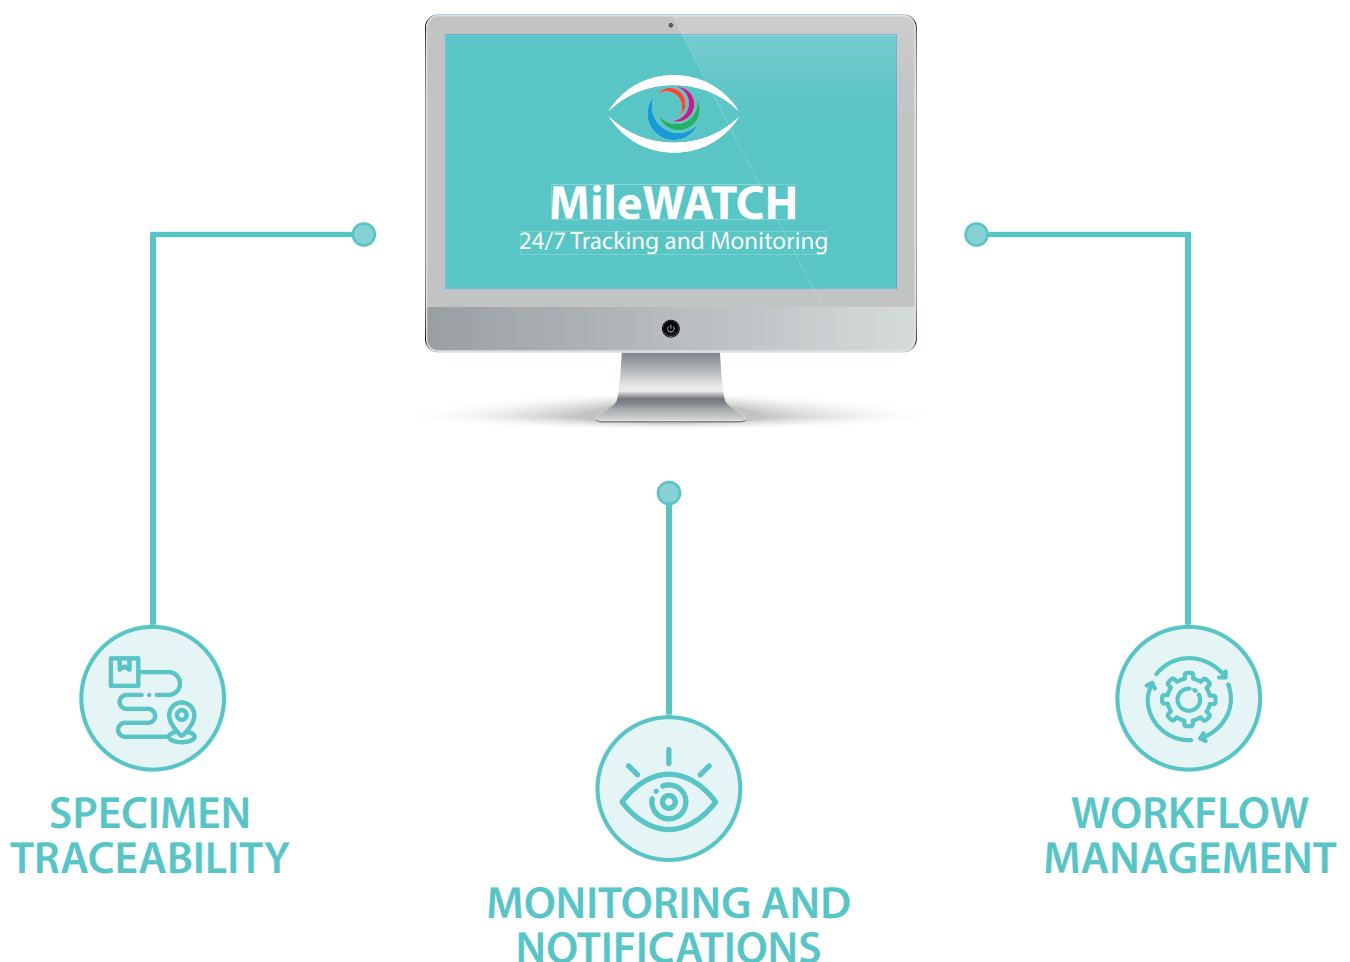 MileWATCH
24/7 Tracking and Monitoring
SPECIMEN
TRACEABILITY
MONITORING AND
NOTIFICATIONS
WORKFLOW
MANAGEMENT